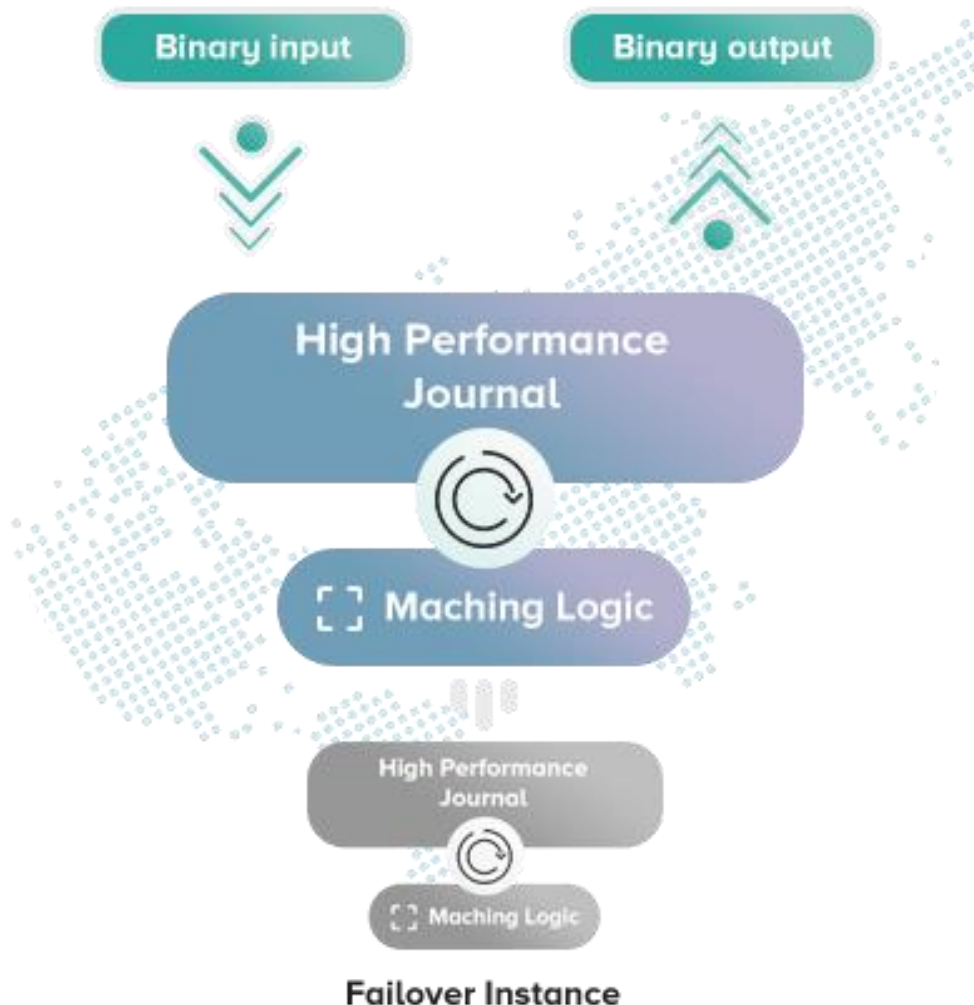 Binary input
Binary output
High Performance
Journal
Maching Logic
High Performance
Journal
Maching Logic
Failover Instance